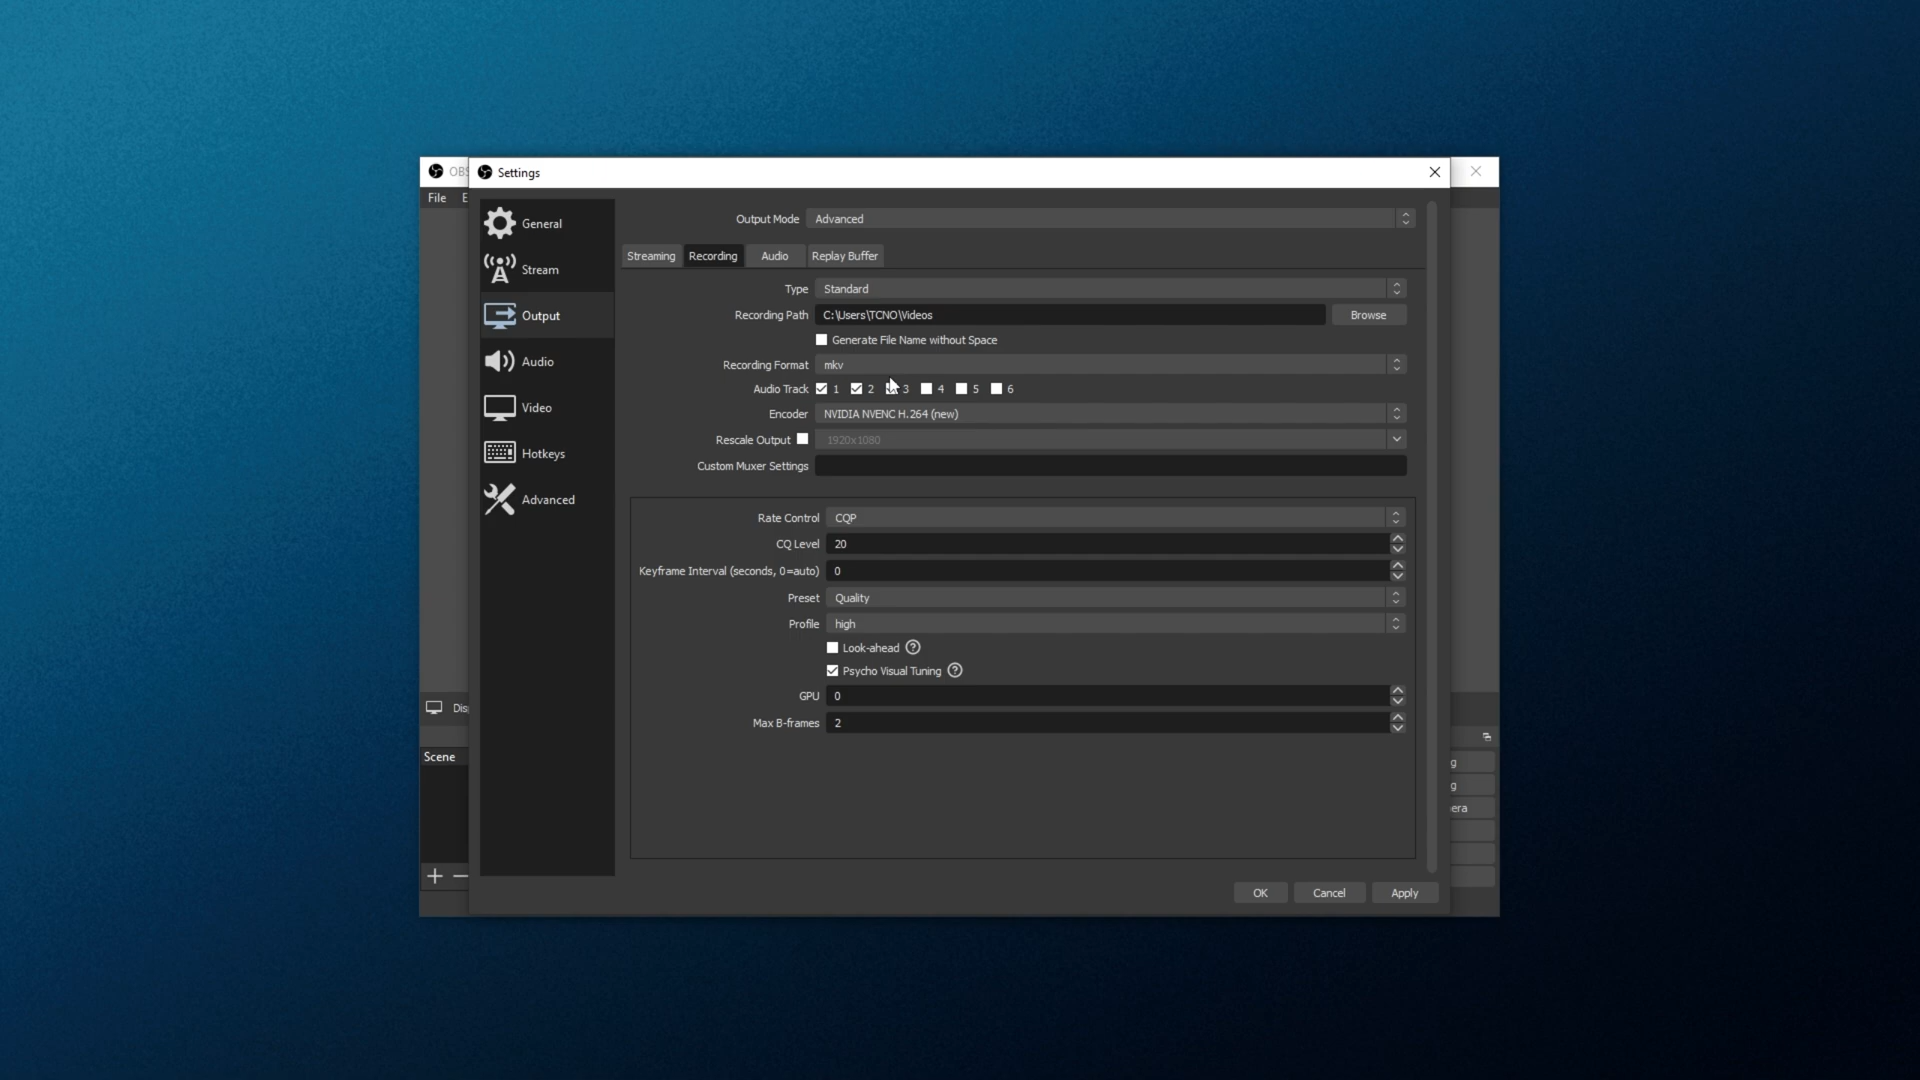 OBS
Settings
File E
General
Stream
Output
Audio
Video
Hotkeys
Advanced
Output Mode Advanced
Streaming Recording Audio Replay Buffer
Type Standard
Recording Path C:\Users\TCNO\Videos Browse
Generate File Name without Space
Recording Format mkv
Audio Track 1 2 3 4 5 6
Encoder NVIDIA NVENC H.264 (new)
Rescale Output 1920x1080
Custom Muxer Settings
Rate Control CQP
CQ Level 20
Keyframe Interval (seconds, 0=auto) 0
Preset Quality
Profile high
Look-ahead ?
Psycho Visual Tuning ?
GPU 0
Max B-frames 2
Dis
Scene
g
g
era
OK Cancel Apply